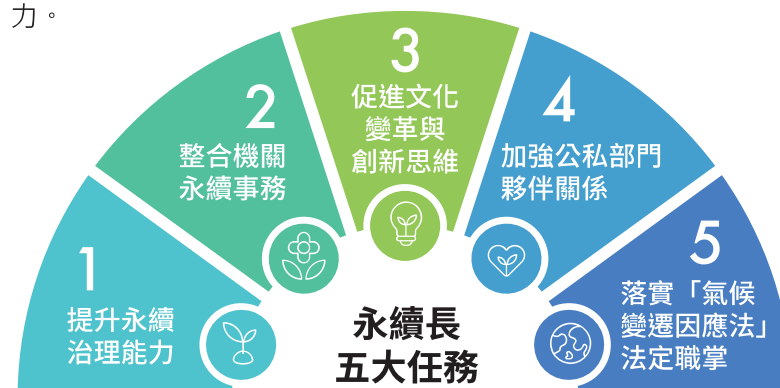 力。
1
提升永續
治理能力
2
整合機關
永續事務
3
促進文化
變革與
創新思維
4
加強公私部門
夥伴關係
5
落實「氣候
變遷因應法」
法定職掌
永續長
五大任務